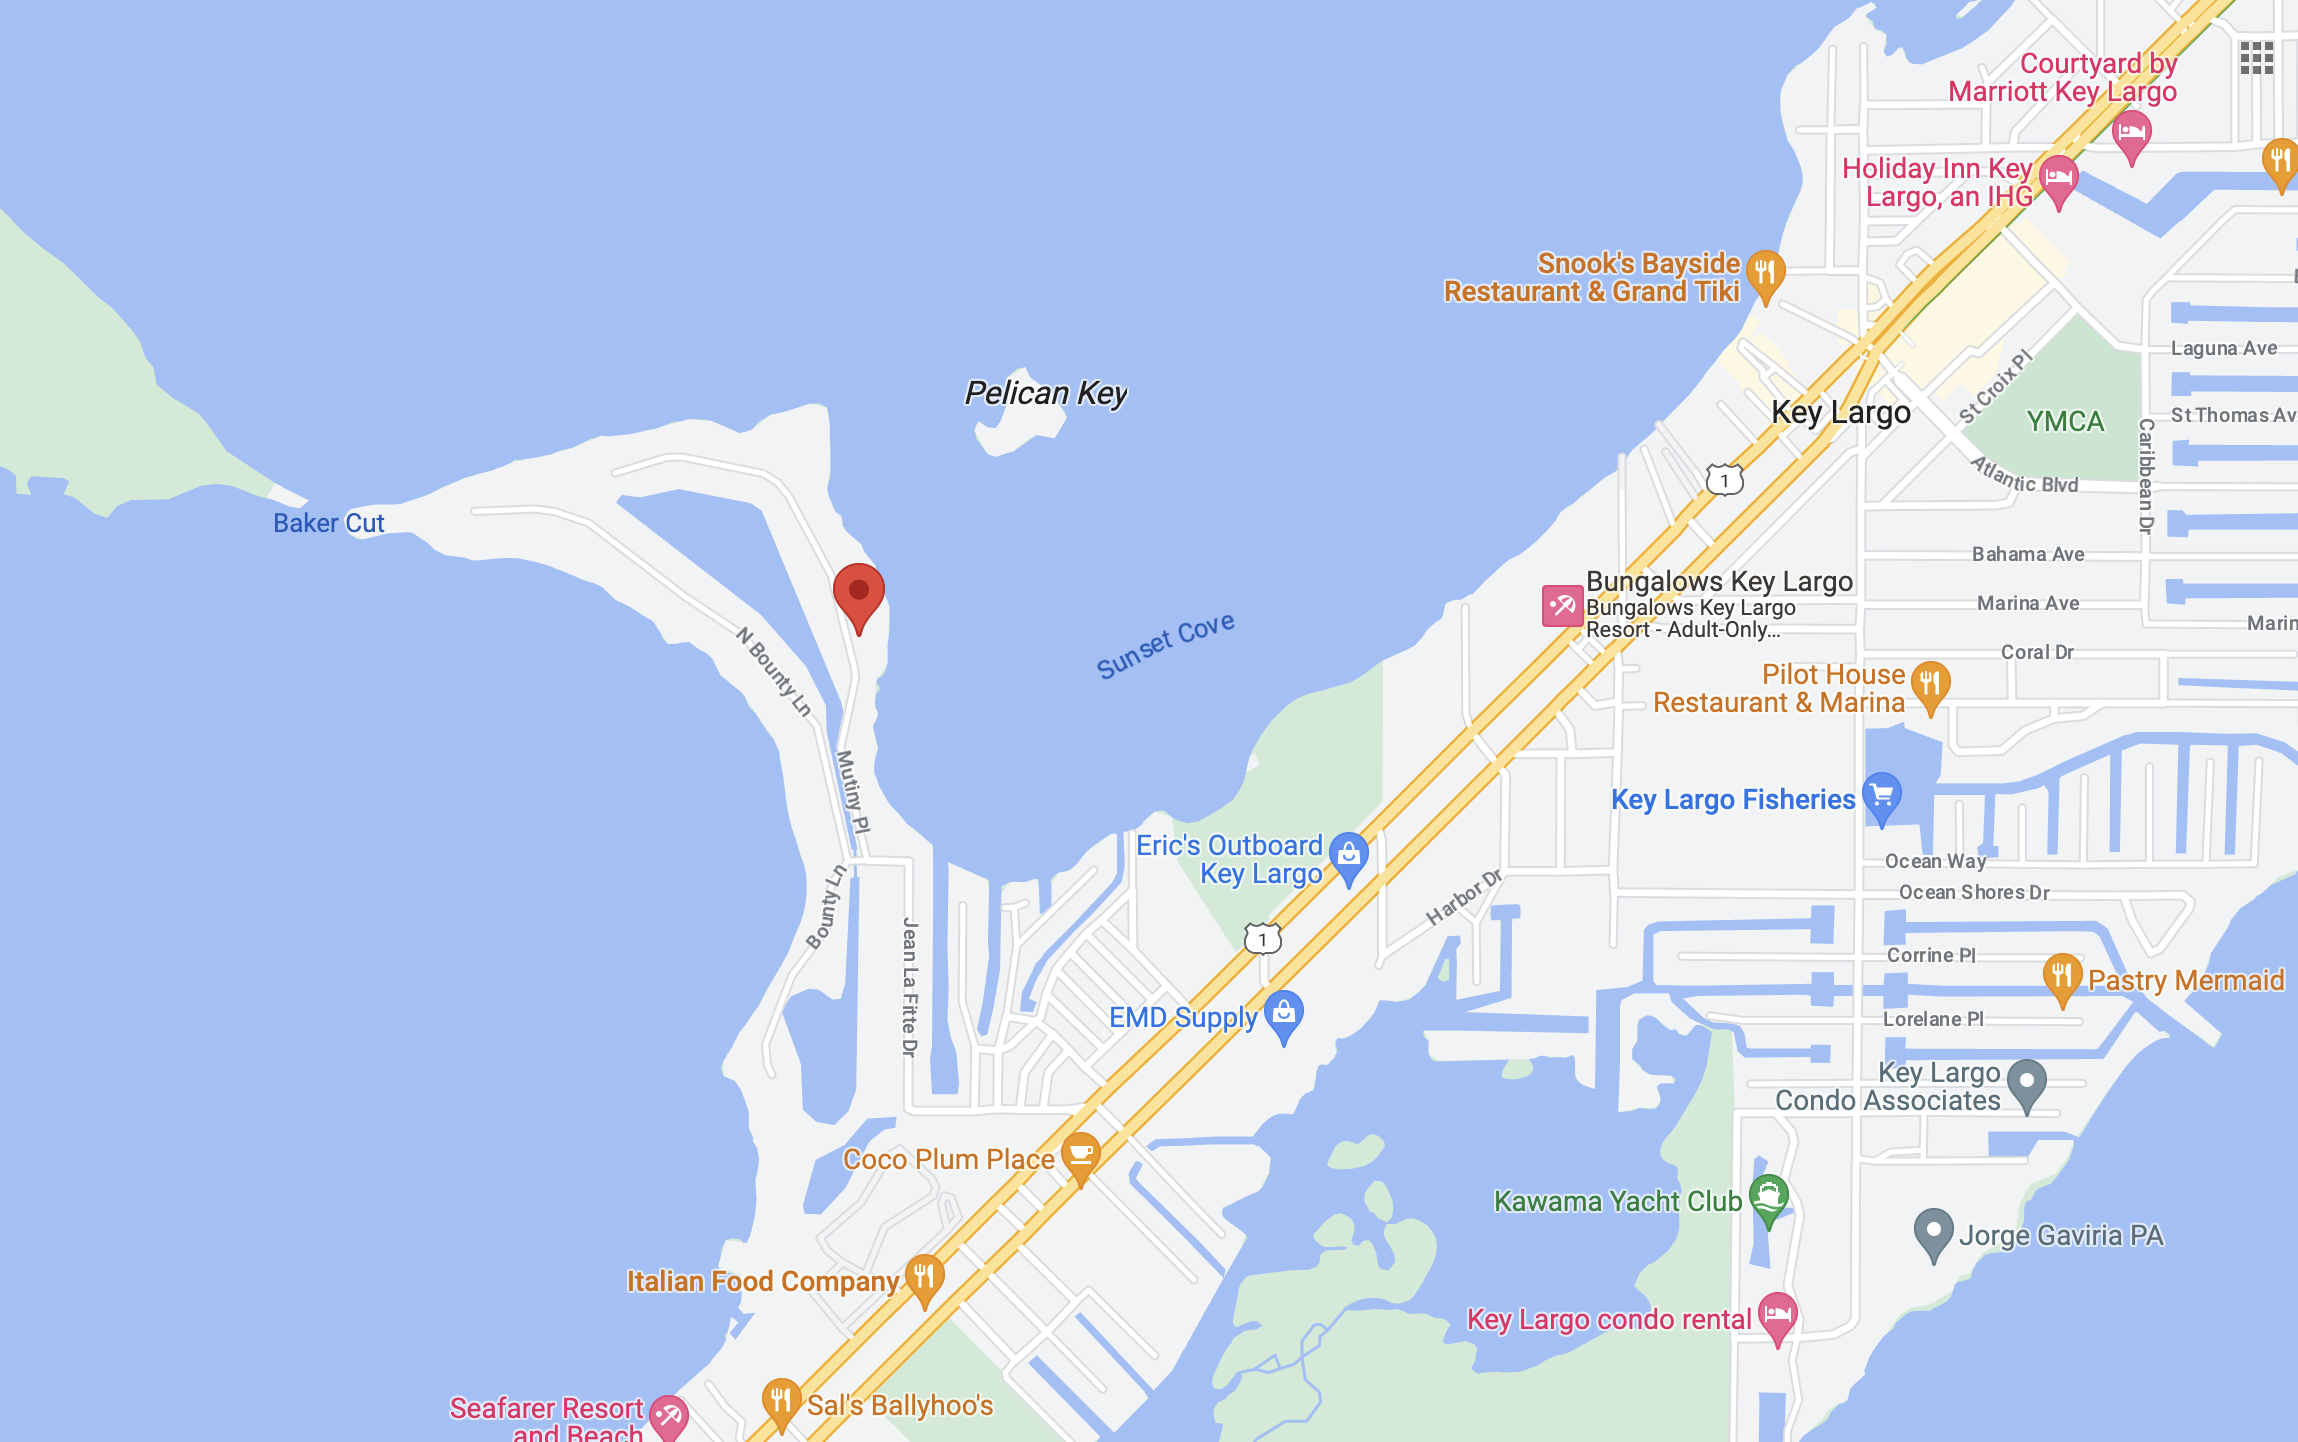 Courtyard by
Marriott Key Largo
Holiday Inn Key
Largo, an IHG
Snook's Bayside
Restaurant & Grand Tiki
Laguna Ave
St Croix Pl
Pelican Key
Key Largo
YMCA
St Thomas Av
Caribbean Dr
Atlantic Blvd
1
Baker Cut
Bahama Ave
Bungalows Key Largo
Bungalows Key Largo
Resort - Adult-Only...
Marina Ave
Marin
Sunset Cove
N Bounty Ln
Coral Dr
Pilot House
Restaurant & Marina
Mutiny Pl
Key Largo Fisheries
Eric's Outboard
Key Largo
Ocean Way
Harbor Dr
Ocean Shores Dr
Bounty Ln
Jean La Fitte Dr
1
Corrine Pl
Pastry Mermaid
EMD Supply
Lorelane Pl
Key Largo
Condo Associates
Coco Plum Place
Kawama Yacht Club
Jorge Gaviria PA
Italian Food Company
Key Largo condo rental
Sal's Ballyhoo's
Seafarer Resort
and Beach